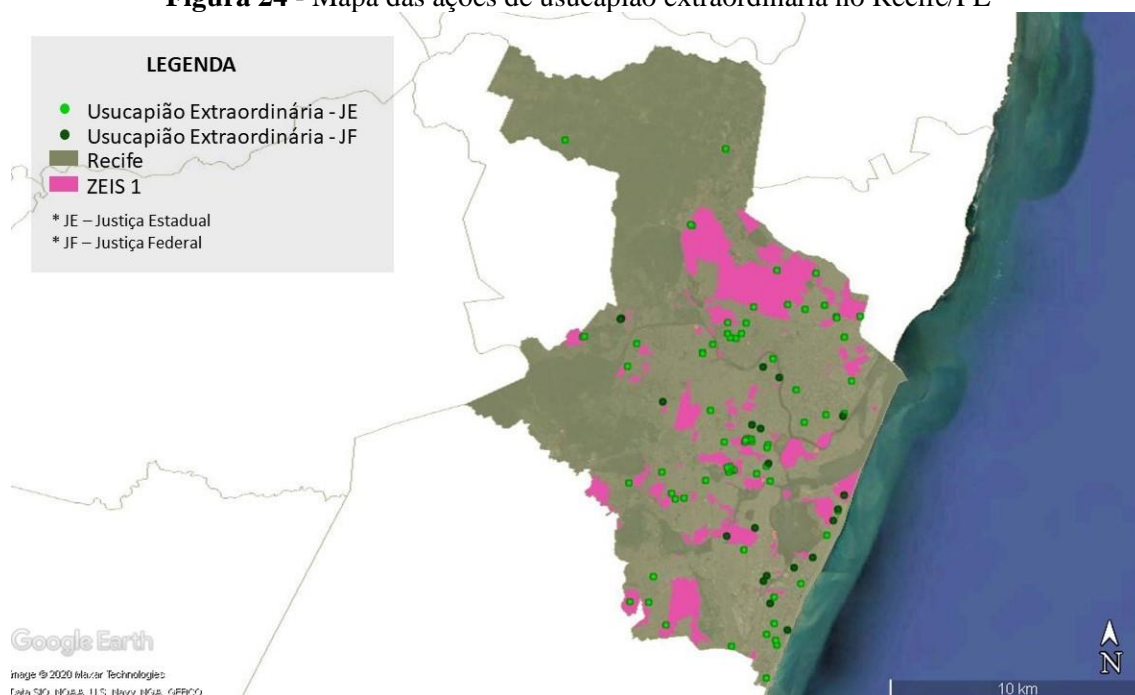 Figura 24 - Mapa das ações de usucapião extraordinária no Recife/PE
LEGENDA
Usucapião Extraordinária - JE
Usucapião Extraordinária - JF
Recife
ZEIS 1
* JE – Justiça Estadual
* JF – Justiça Federal
Google Earth
Image © 2020 Maxar Technologies
Data SIO, NOAA, U.S. Navy, NGA, GEBCO
N
10 km